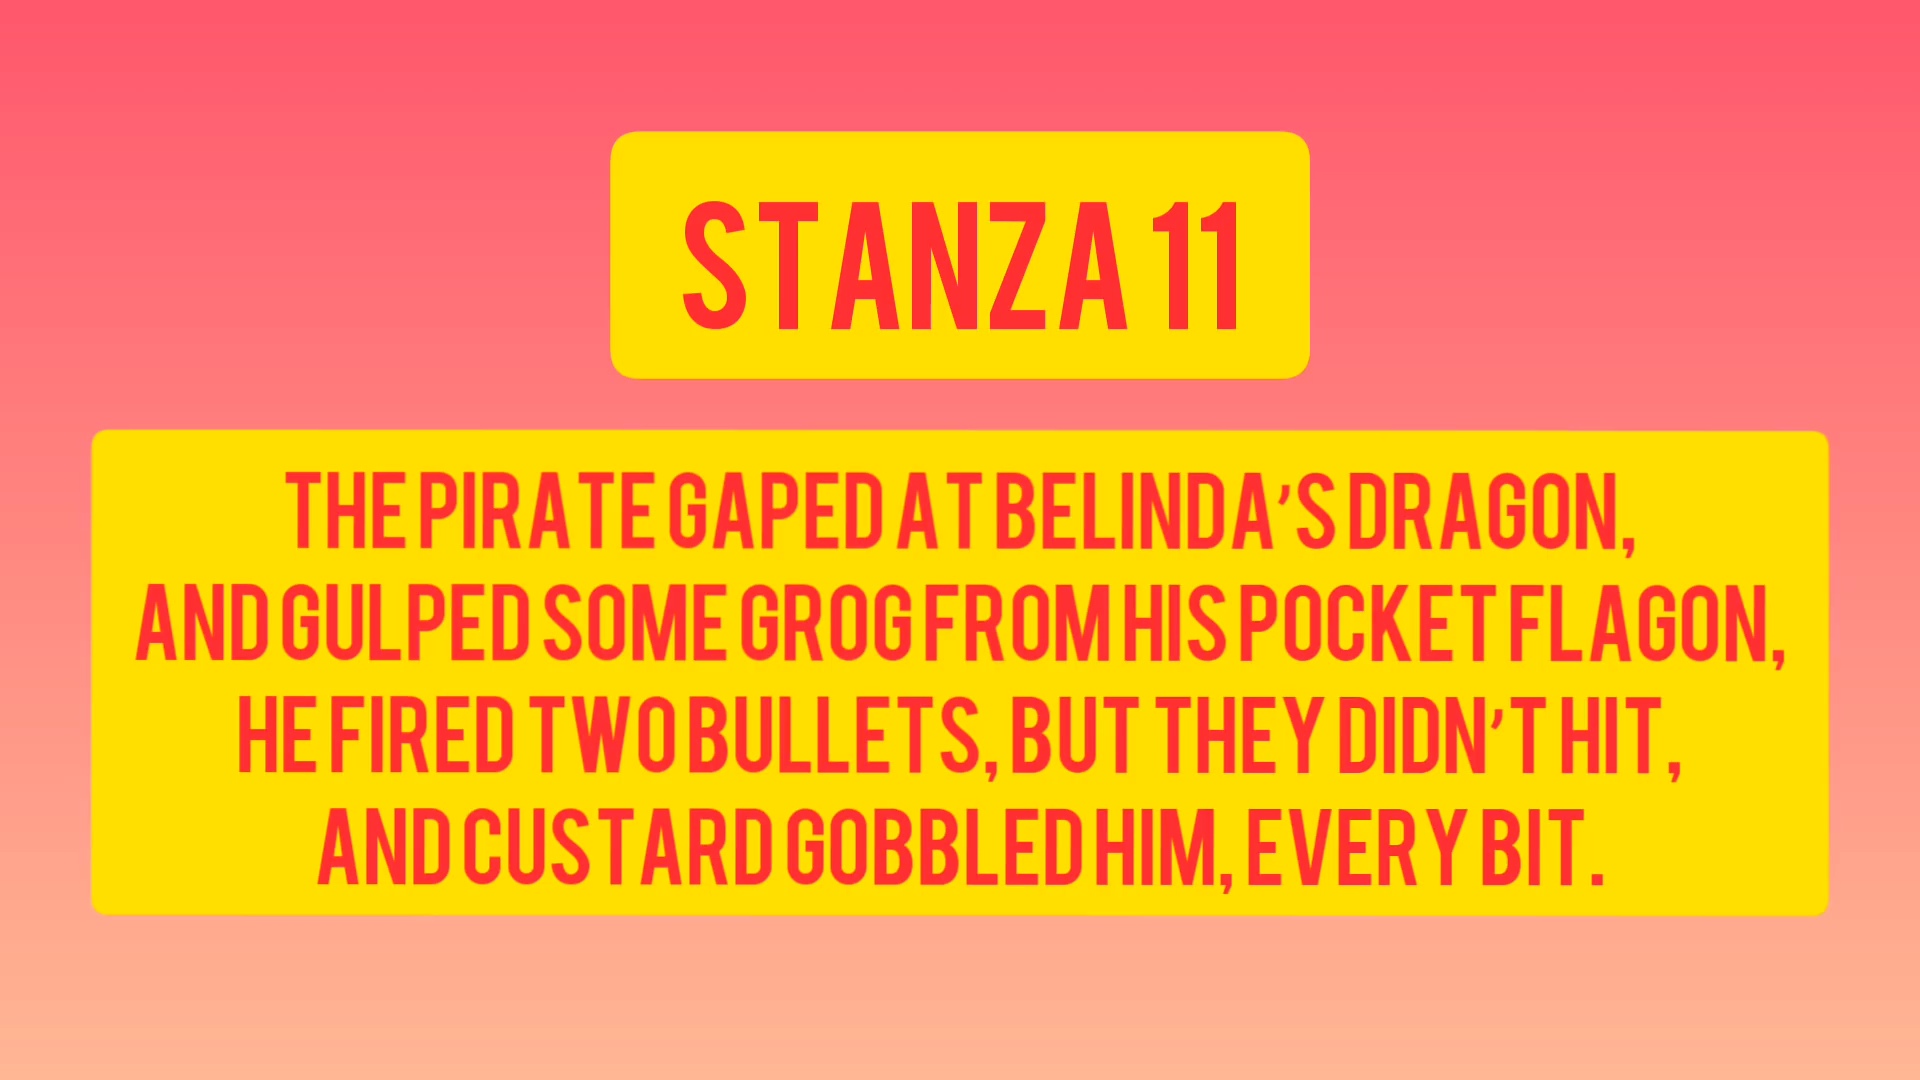 STANZA 11
THE PIRATE GAPED AT BELINDA'S DRAGON,
AND GULPED SOME GROG FROM HIS POCKET FLAGON,
HE FIRED TWO BULLETS, BUT THEY DIDN'T HIT,
AND CUSTARD GOBBLED HIM, EVERY BIT.